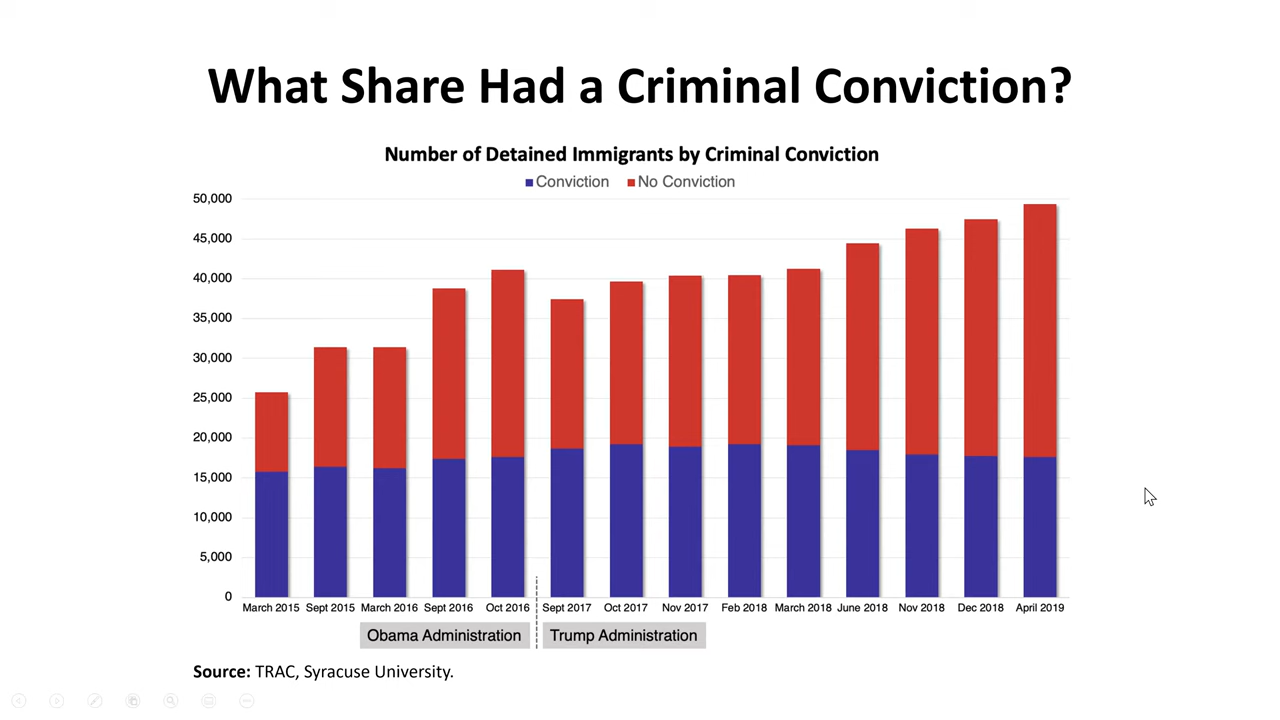 What Share Had a Criminal Conviction?
Number of Detained Immigrants by Criminal Conviction
Conviction No Conviction
50,000
45,000
40,000
35,000
30,000
25,000
20,000
15,000
10,000
5,000
0
March 2015 Sept 2015 March 2016 Sept 2016 Oct 2016 Sept 2017 Oct 2017 Nov 2017 Feb 2018 March 2018 June 2018 Nov 2018 Dec 2018 April 2019
Obama Administration Trump Administration
Source: TRAC, Syracuse University.